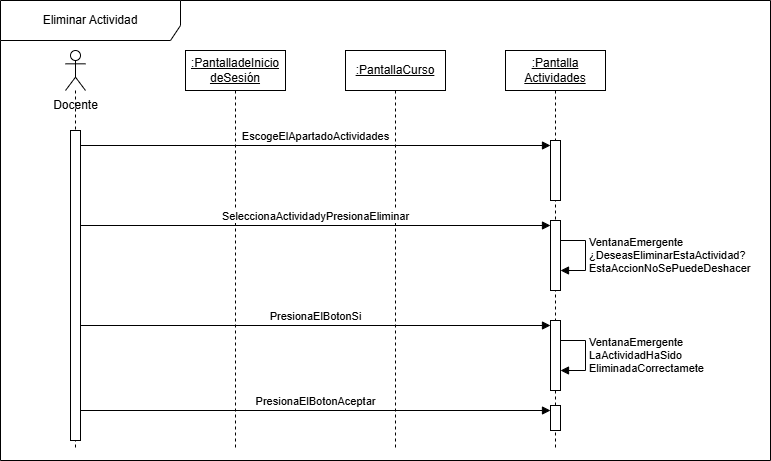 Eliminar Actividad
:PantalladeInicio
deSesión
:PantallaCurso
:Pantalla
Actividades
Docente
EscogeElApartadoActividades
SeleccionaActividadyPresionaEliminar
VentanaEmergente
¿DeseasEliminarEstaActividad?
EstaAccionNoSePuedeDeshacer
PresionaElBotonSi
VentanaEmergente
LaActividadHaSido
EliminadaCorrectamete
PresionaElBotonAceptar